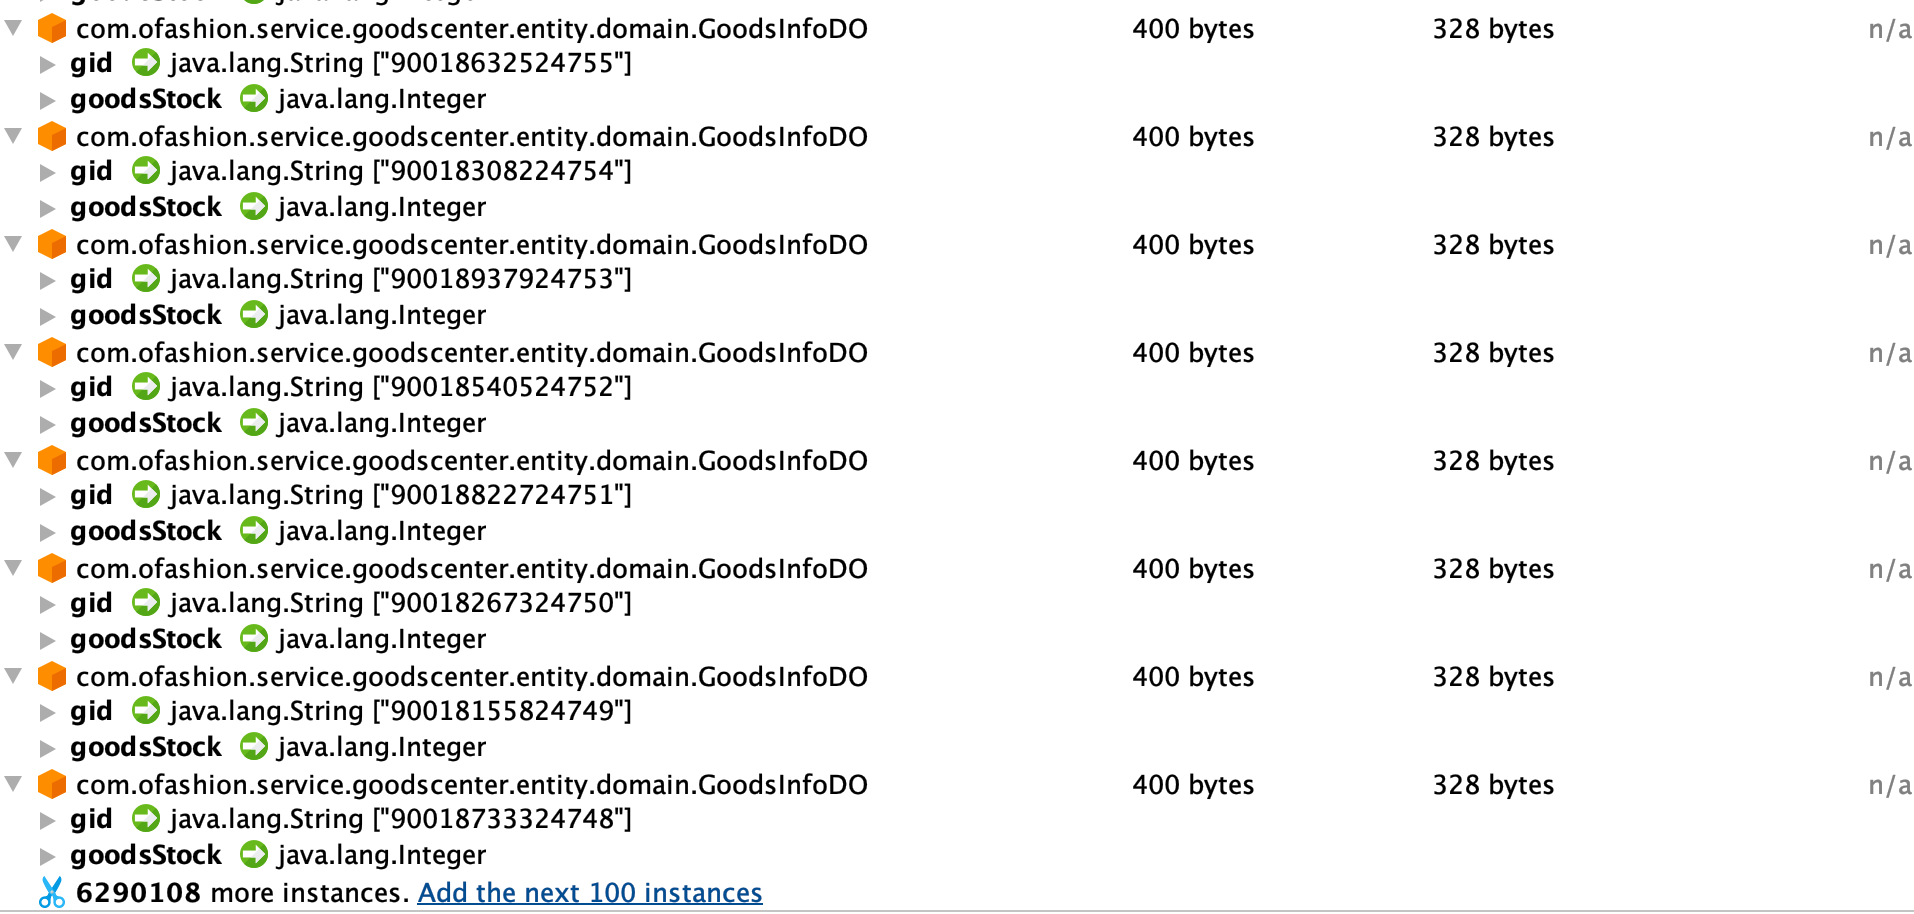 com.ofashion.service.goodscenter.entity.domain.GoodsInfoDO 400 bytes 328 bytes n/a
gid java.lang.String ["90018632524755"]
goodsStock java.lang.Integer
com.ofashion.service.goodscenter.entity.domain.GoodsInfoDO 400 bytes 328 bytes n/a
gid java.lang.String ["90018308224754"]
goodsStock java.lang.Integer
com.ofashion.service.goodscenter.entity.domain.GoodsInfoDO 400 bytes 328 bytes n/a
gid java.lang.String ["90018937924753"]
goodsStock java.lang.Integer
com.ofashion.service.goodscenter.entity.domain.GoodsInfoDO 400 bytes 328 bytes n/a
gid java.lang.String ["90018540524752"]
goodsStock java.lang.Integer
com.ofashion.service.goodscenter.entity.domain.GoodsInfoDO 400 bytes 328 bytes n/a
gid java.lang.String ["90018822724751"]
goodsStock java.lang.Integer
com.ofashion.service.goodscenter.entity.domain.GoodsInfoDO 400 bytes 328 bytes n/a
gid java.lang.String ["90018267324750"]
goodsStock java.lang.Integer
com.ofashion.service.goodscenter.entity.domain.GoodsInfoDO 400 bytes 328 bytes n/a
gid java.lang.String ["90018155824749"]
goodsStock java.lang.Integer
com.ofashion.service.goodscenter.entity.domain.GoodsInfoDO 400 bytes 328 bytes n/a
gid java.lang.String ["90018733324748"]
goodsStock java.lang.Integer
6290108 more instances. Add the next 100 instances